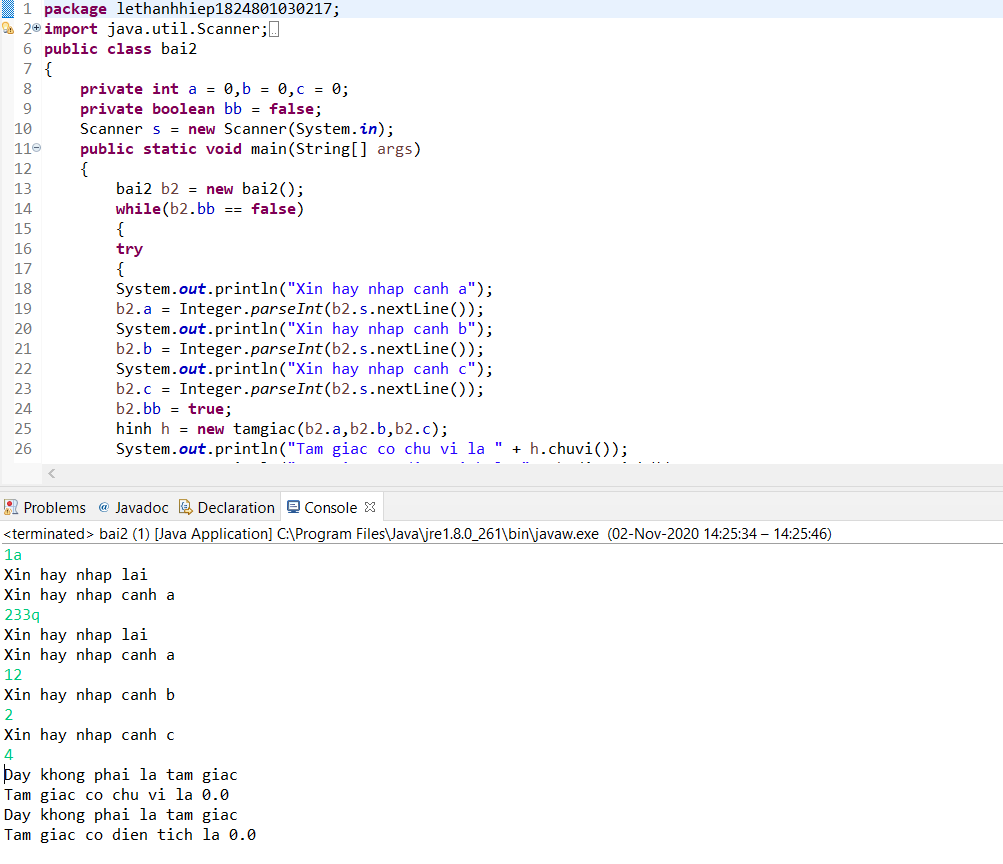 1 package lethanhhiep1824801030217;
2 import java.util.Scanner;
6 public class bai2
7 {
8 private int a = 0,b = 0,c = 0;
9 private boolean bb = false;
10 Scanner s = new Scanner(System.in);
11 public static void main(String[] args)
12 {
13 bai2 b2 = new bai2();
14 while(b2.bb == false)
15 {
16 try
17 {
18 System.out.println("Xin hay nhap canh a");
19 b2.a = Integer.parseInt(b2.s.nextLine());
20 System.out.println("Xin hay nhap canh b");
21 b2.b = Integer.parseInt(b2.s.nextLine());
22 System.out.println("Xin hay nhap canh c");
23 b2.c = Integer.parseInt(b2.s.nextLine());
24 b2.bb = true;
25 hinh h = new tamgiac(b2.a,b2.b,b2.c);
26 System.out.println("Tam giac co chu vi la " + h.chuvi());
Problems @ Javadoc Declaration Console
<terminated> bai2 (1) [Java Application] C:\Program Files\Java\jre1.8.0_261\bin\javaw.exe (02-Nov-2020 14:25:34 – 14:25:46)
1a
Xin hay nhap lai
Xin hay nhap canh a
233q
Xin hay nhap lai
Xin hay nhap canh a
12
Xin hay nhap canh b
2
Xin hay nhap canh c
4
Day khong phai la tam giac
Tam giac co chu vi la 0.0
Day khong phai la tam giac
Tam giac co dien tich la 0.0